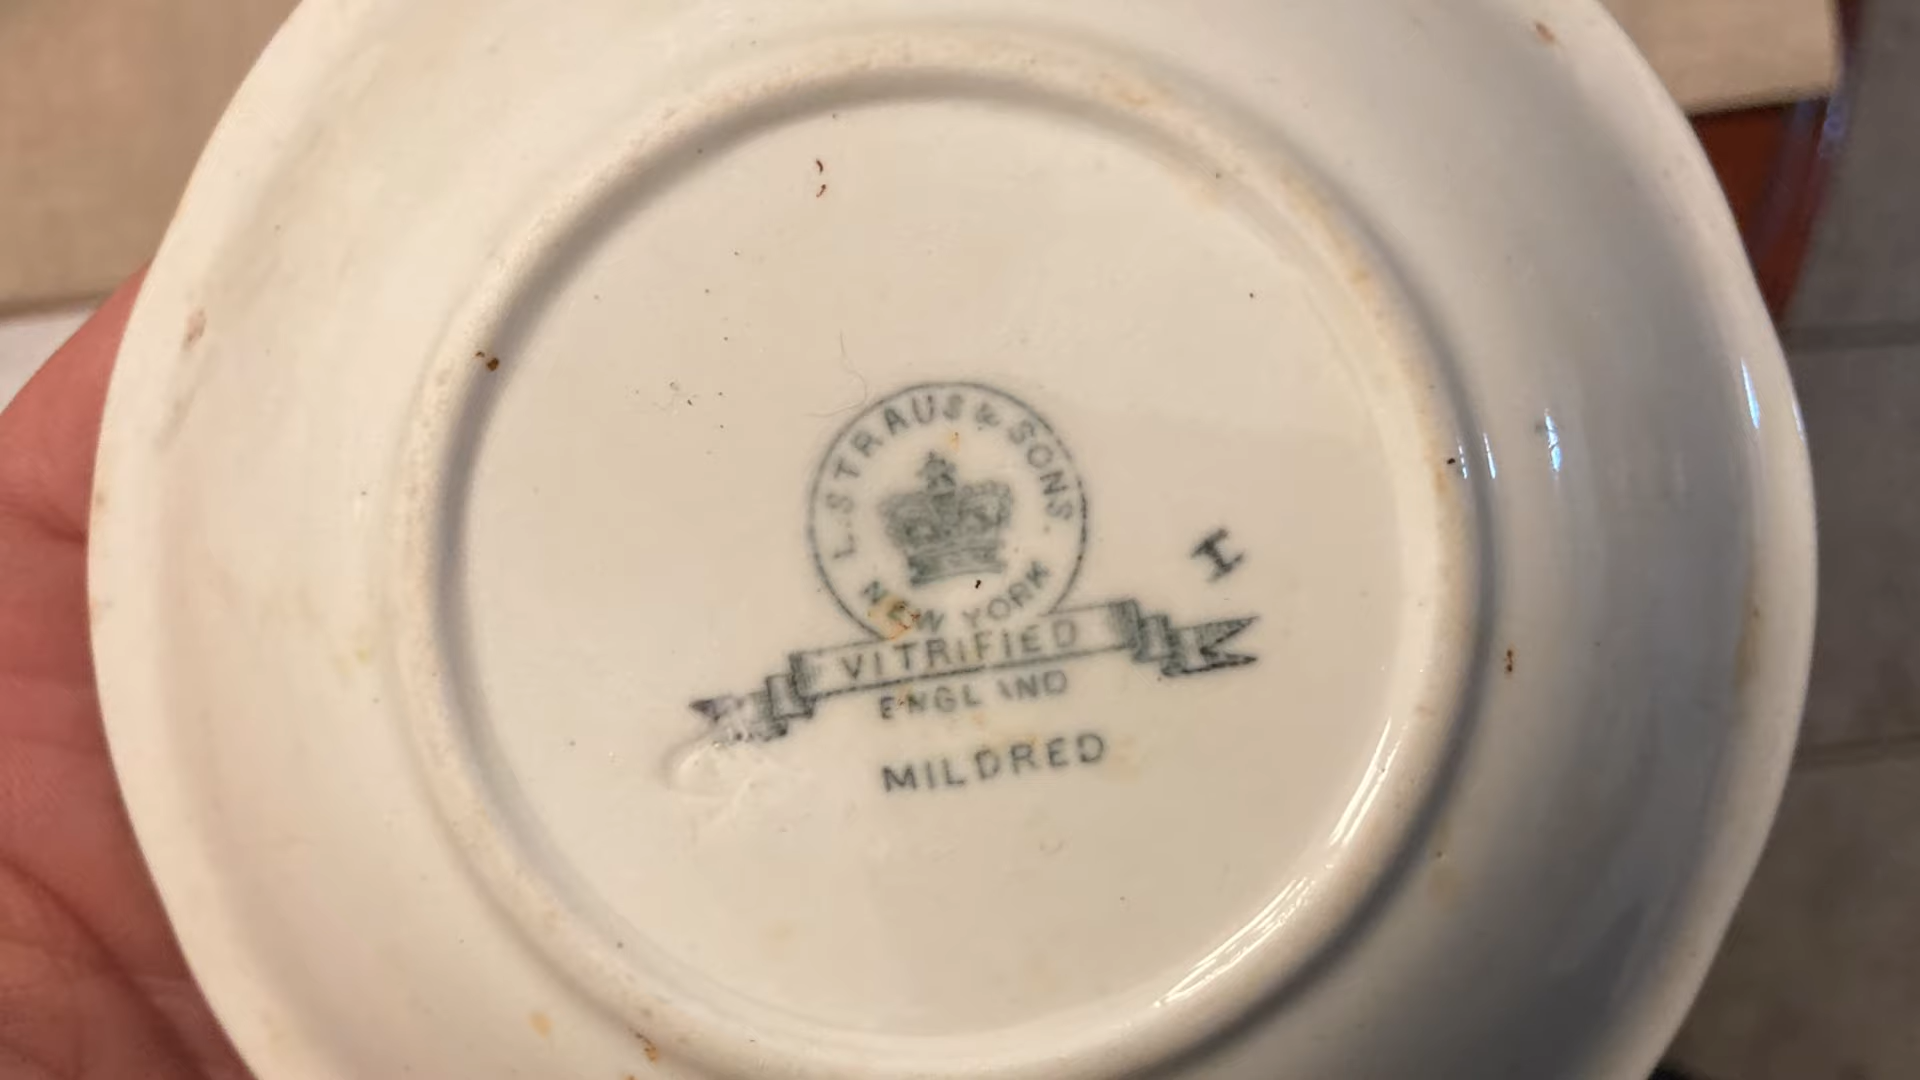 L. STRAUS & SONS
NEW YORK
VITRIFIED
ENGLAND
MILDRED
I